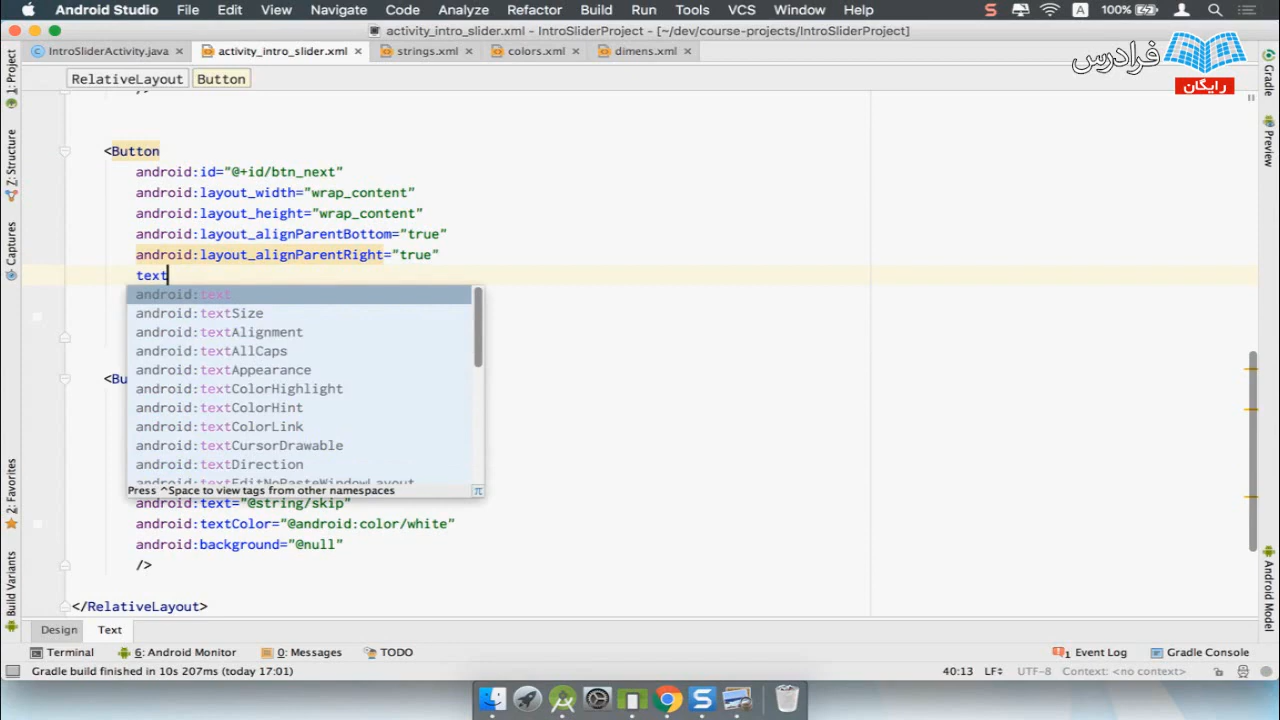 Android Studio File Edit View Navigate Code Analyze Refactor Build Run Tools VCS Window Help S A 100%
activity_intro_slider.xml - IntroSliderProject - [~/dev/course-projects/IntroSliderProject]
IntroSliderActivity.java activity_intro_slider.xml strings.xml colors.xml dimens.xml
فرادرس
رایگان
RelativeLayout Button
1: Project
Z: Structure
Captures
2: Favorites
Build Variants
Gradle
Preview
Android Model
/>
<Button
android:id="@+id/btn_next"
android:layout_width="wrap_content"
android:layout_height="wrap_content"
android:layout_alignParentBottom="true"
android:layout_alignParentRight="true"
text
android:text
android:textSize
android:textAlignment
android:textAllCaps
android:textAppearance
android:textColorHighlight
<Bu
android:textColorHint
android:textColorLink
android:textCursorDrawable
android:textDirection
android:textEditNoPasteWindowLayout
Press ^Space to view tags from other namespaces π
android:text="@string/skip"
android:textColor="@android:color/white"
android:background="@null"
/>
</RelativeLayout>
Design Text
Terminal 6: Android Monitor 0: Messages TODO 1 Event Log Gradle Console
Gradle build finished in 10s 207ms (today 17:01) 40:13 LF÷ UTF-8 Context: <no context>
S